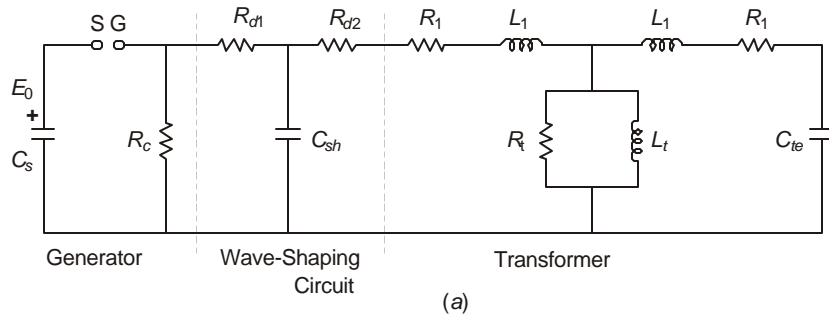 S G
R_d1
R_d2
R_1
L_1
L_1
R_1
E_0
+
C_s
R_c
C_sh
R_t
L_t
C_te
Generator
Wave-Shaping
Circuit
Transformer
(a)